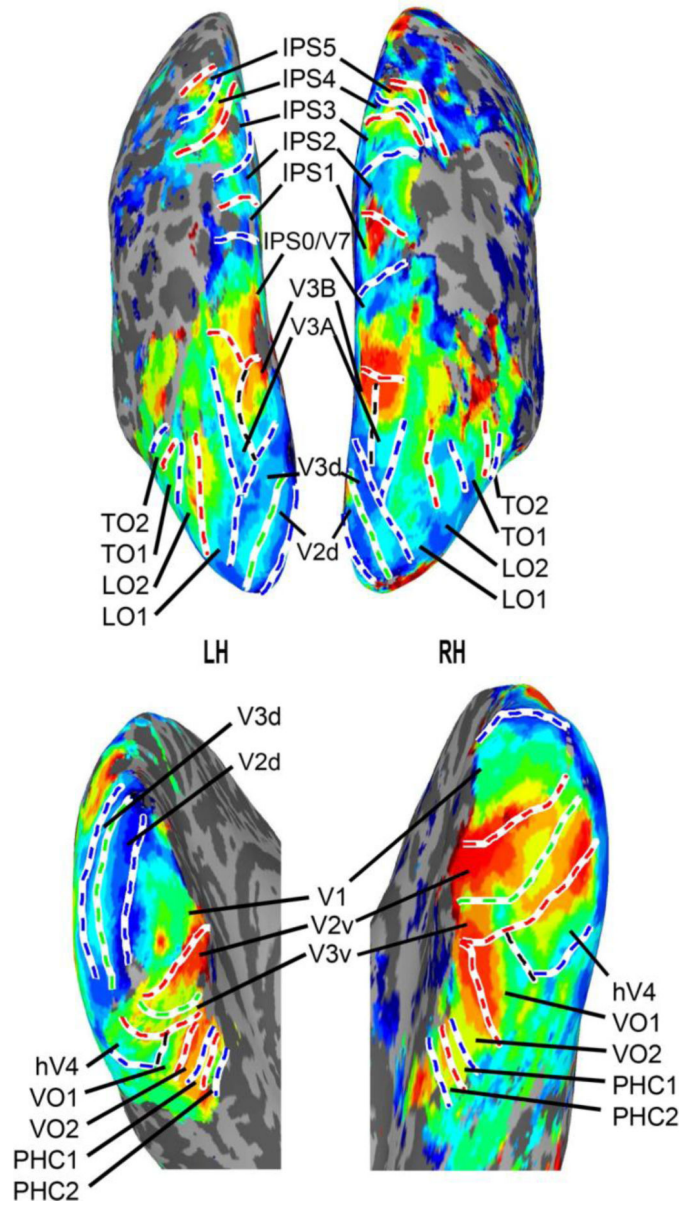 IPS5
IPS4
IPS3
IPS2
IPS1
IPS0/V7
V3B
V3A
V3d
V2d
TO2
TO1
LO2
LO1
TO2
TO1
LO2
LO1
LH
RH
V3d
V2d
V1
V2v
V3v
hV4
VO1
VO2
PHC1
PHC2
hV4
VO1
VO2
PHC1
PHC2